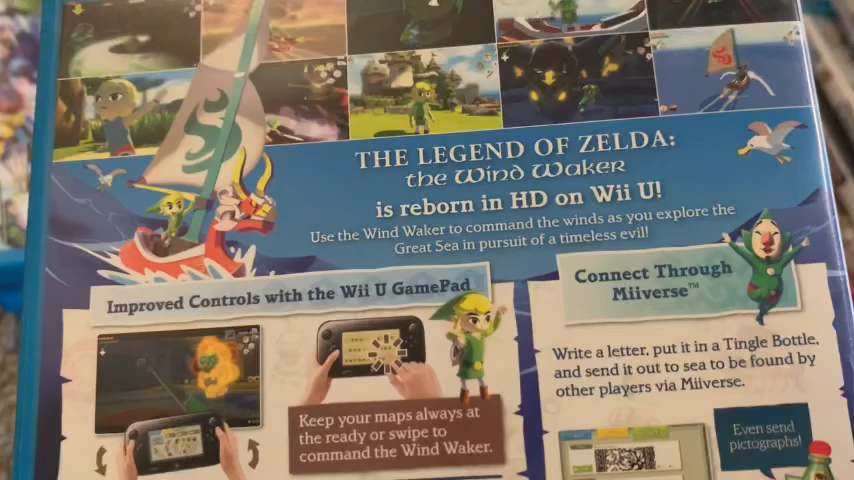 THE LEGEND OF ZELDA:
the Wind Waker
is reborn in HD on Wii U!
Use the Wind Waker to command the winds as you explore the
Great Sea in pursuit of a timeless evil!
Improved Controls with the Wii U GamePad
Keep your maps always at
the ready or swipe to
command the Wind Waker.
Connect Through
Miiverse™
Write a letter, put it in a Tingle Bottle,
and send it out to sea to be found by
other players via Miiverse.
Even send
pictographs!